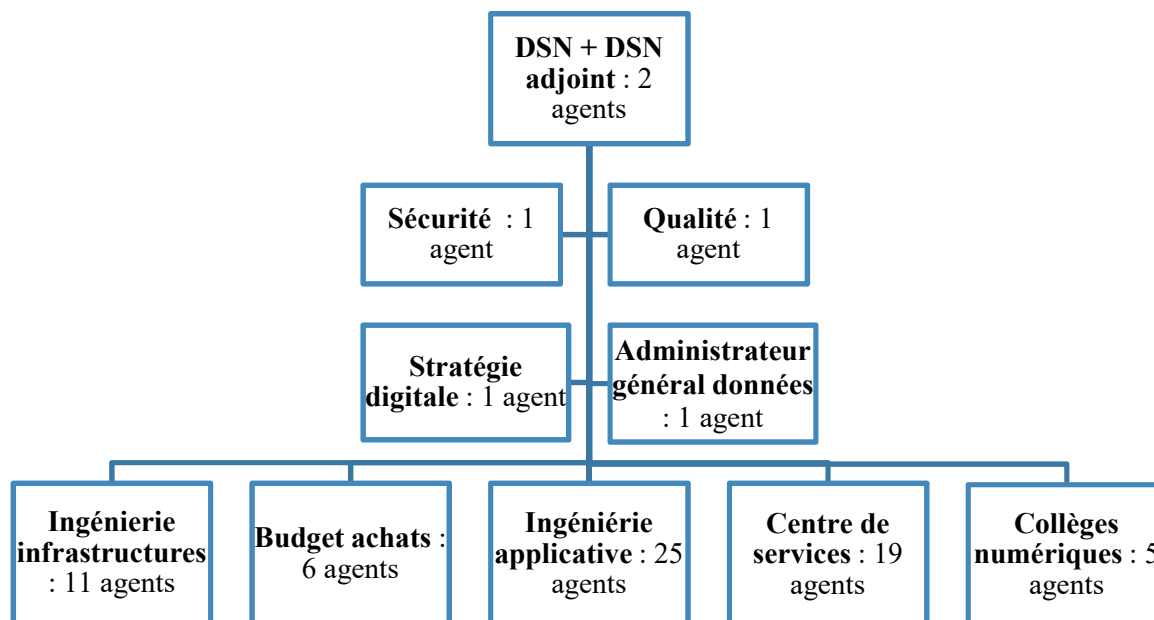 DSN + DSN
adjoint : 2
agents
Sécurité : 1
agent
Qualité : 1
agent
Stratégie
digitale : 1 agent
Administrateur
général données
: 1 agent
Ingénierie
infrastructures
: 11 agents
Budget achats :
6 agents
Ingéniérie
applicative : 25
agents
Centre de
services : 19
agents
Collèges
numériques : 5
agents